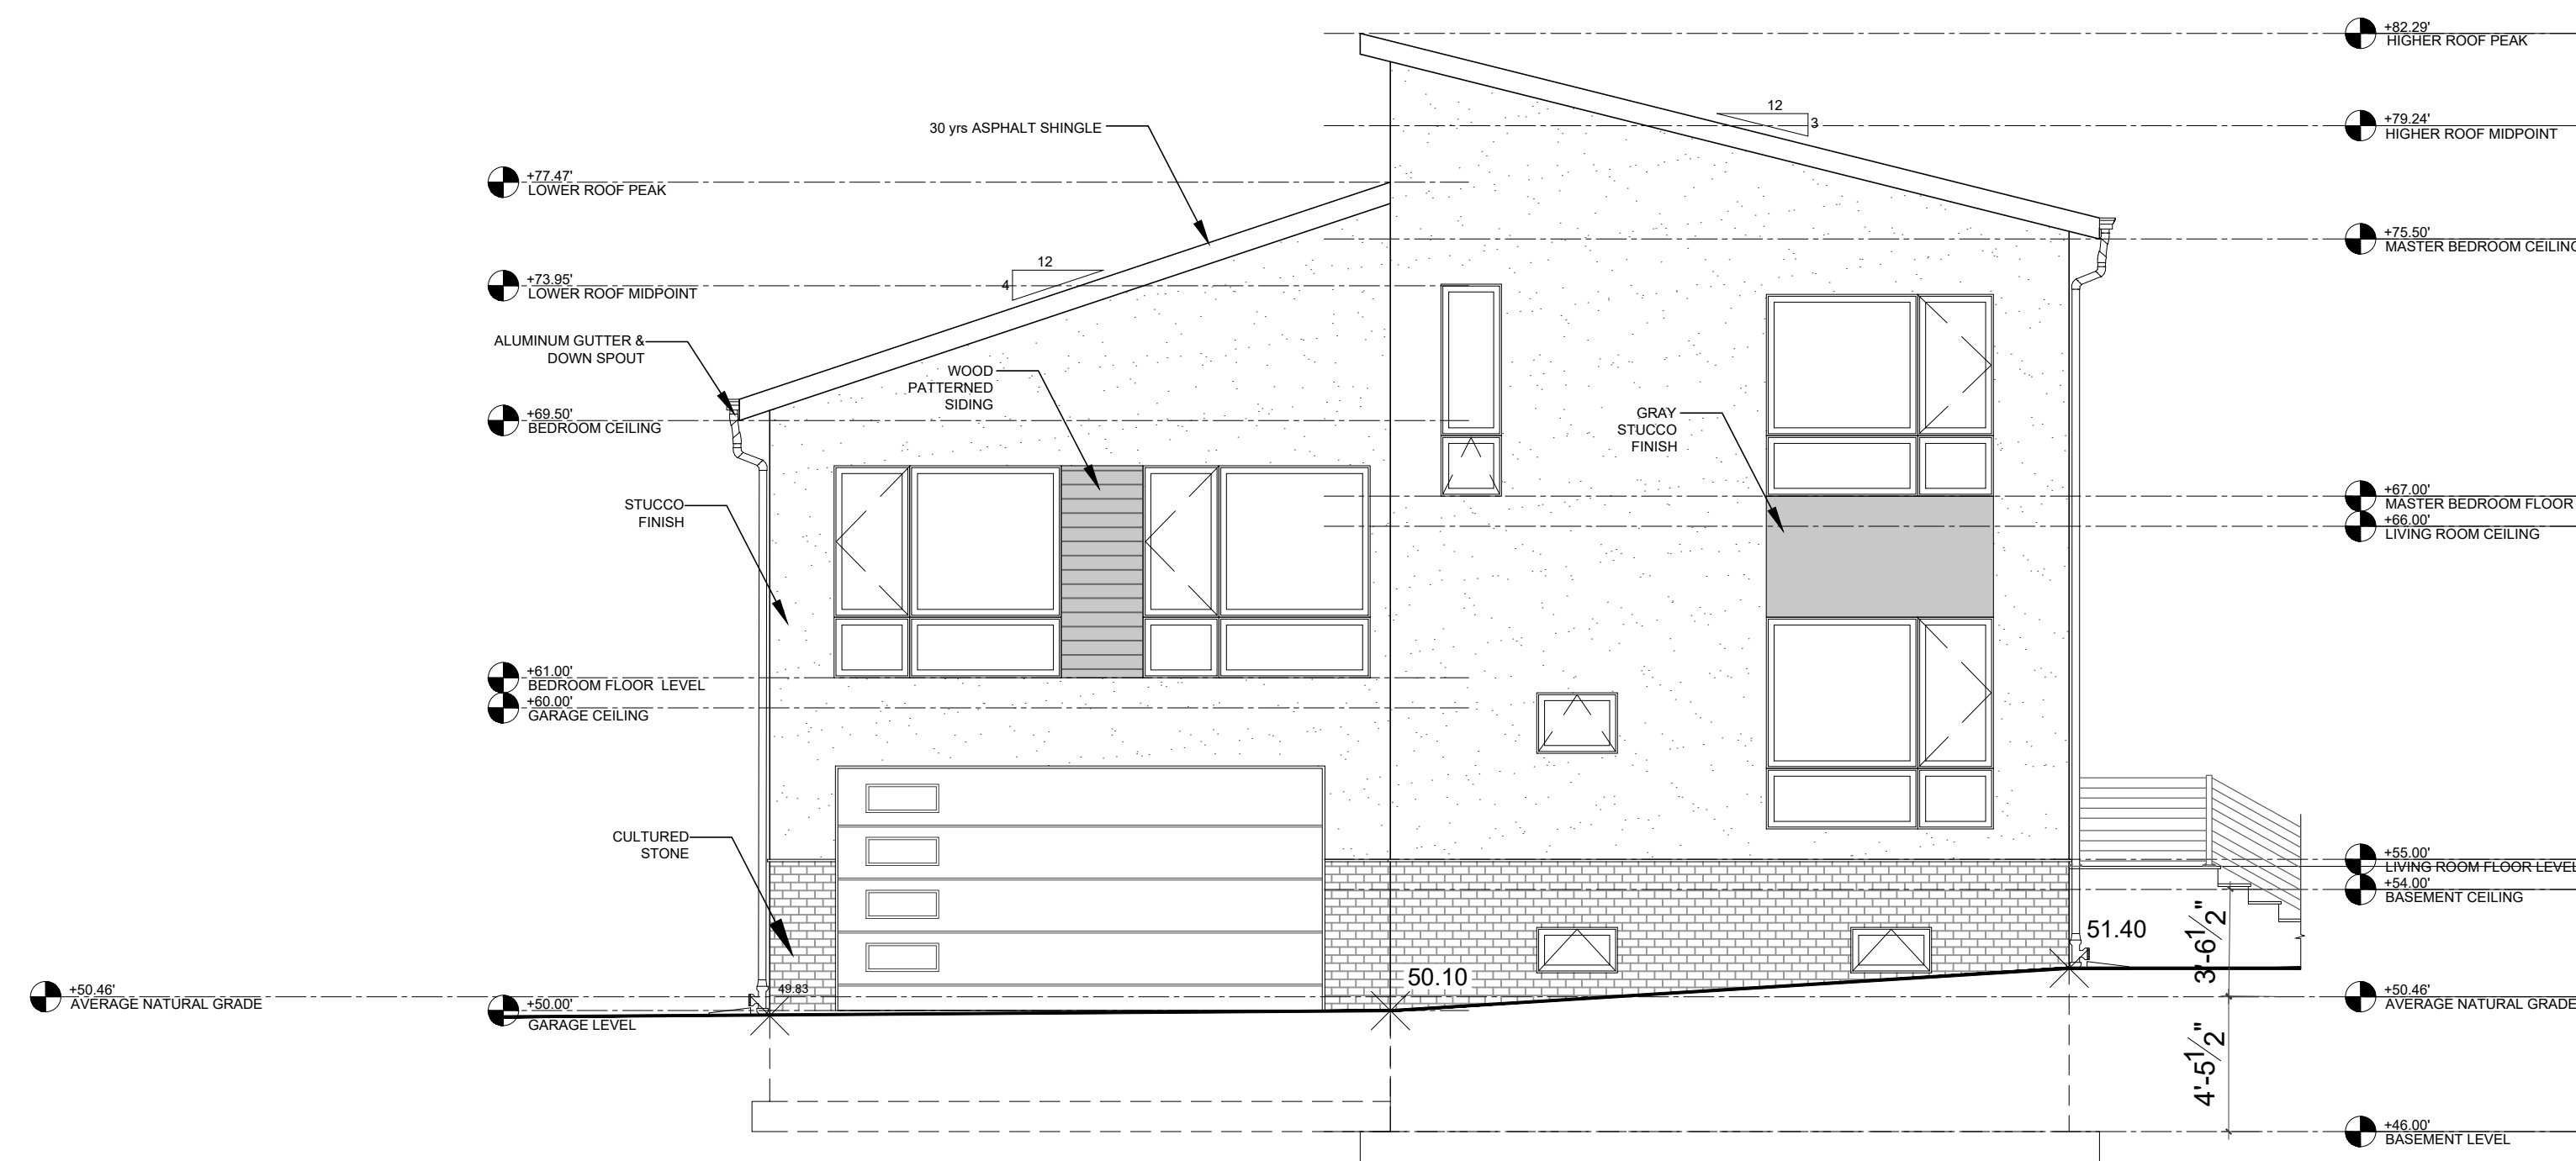 +82.29'
HIGHER ROOF PEAK
12
3
+79.24'
HIGHER ROOF MIDPOINT
30 yrs ASPHALT SHINGLE
+77.47'
LOWER ROOF PEAK
+75.50'
MASTER BEDROOM CEILING
12
4
+73.95'
LOWER ROOF MIDPOINT
ALUMINUM GUTTER &
DOWN SPOUT
WOOD
PATTERNED
SIDING
+69.50'
BEDROOM CEILING
GRAY
STUCCO
FINISH
+67.00'
MASTER BEDROOM FLOOR
STUCCO
FINISH
+66.00'
LIVING ROOM CEILING
+61.00'
BEDROOM FLOOR LEVEL
+60.00'
GARAGE CEILING
CULTURED
STONE
+55.00'
LIVING ROOM FLOOR LEVEL
+54.00'
BASEMENT CEILING
51.40
3'-6 1/2"
50.10
49.83
+50.46'
AVERAGE NATURAL GRADE
+50.00'
GARAGE LEVEL
+50.46'
AVERAGE NATURAL GRADE
4'-5 1/2"
+46.00'
BASEMENT LEVEL